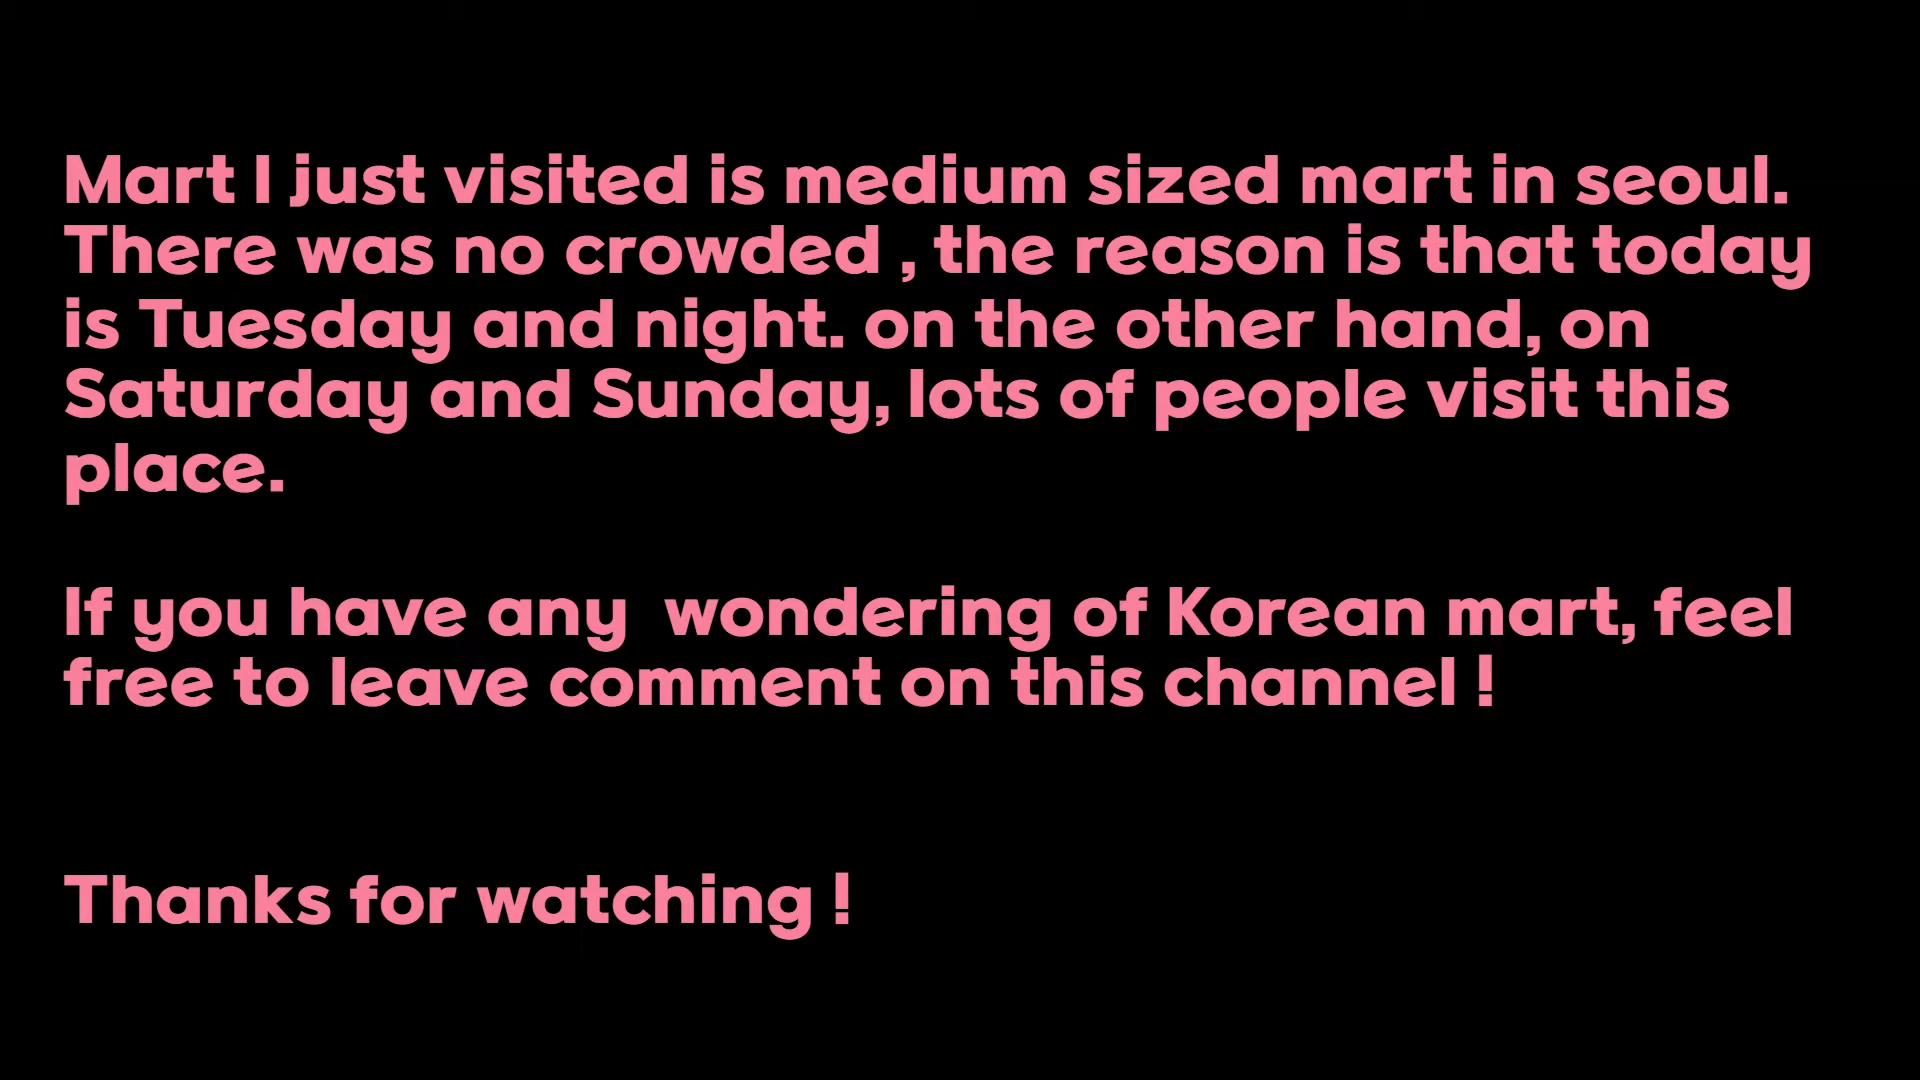 Mart I just visited is medium sized mart in seoul.
There was no crowded , the reason is that today
is Tuesday and night. on the other hand, on
Saturday and Sunday, lots of people visit this
place.
If you have any  wondering of Korean mart, feel
free to leave comment on this channel !
Thanks for watching !